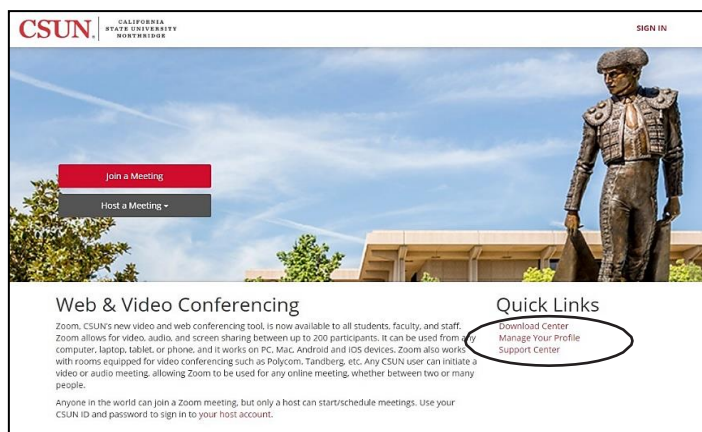 CSUN.
CALIFORNIA
STATE UNIVERSITY
NORTHRIDGE
SIGN IN
Join a Meeting
Host a Meeting
Web & Video Conferencing
Zoom, CSUN's new video and web conferencing tool, is now available to all students, faculty, and staff.
Zoom allows for video, audio, and screen sharing between up to 200 participants. It can be used from any
computer, laptop, tablet, or phone, and it works on PC, Mac, Android and iOS devices. Zoom also works
with rooms equipped for video conferencing such as Polycom, Tandberg, etc. Any CSUN user can initiate a
video or audio meeting, allowing Zoom to be used for any online meeting, whether between two or many
people.
Anyone in the world can join a Zoom meeting, but only a host can start/schedule meetings. Use your
CSUN ID and password to sign in to your host account.
Quick Links
Download Center
Manage Your Profile
Support Center